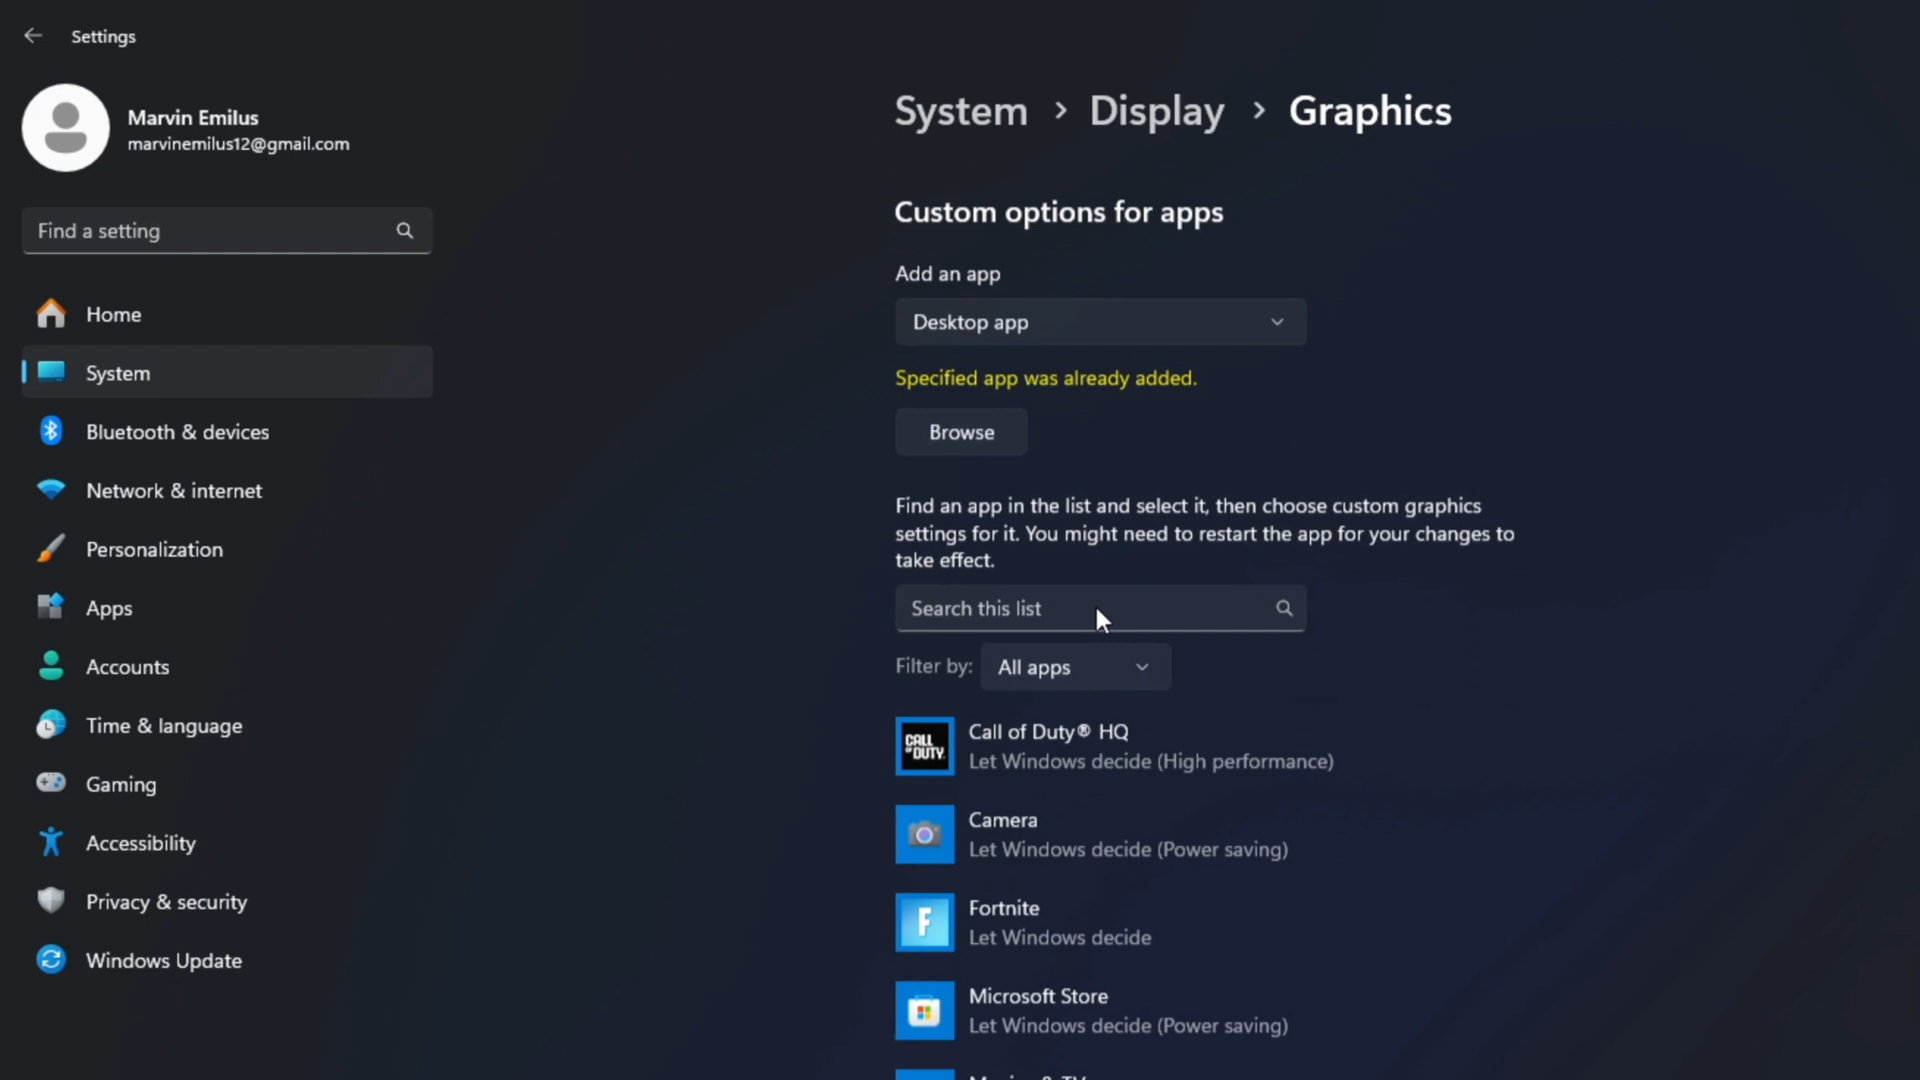 Settings
Marvin Emilus
marvinemilus12@gmail.com
Find a setting
Home
System
Bluetooth & devices
Network & internet
Personalization
Apps
Accounts
Time & language
Gaming
Accessibility
Privacy & security
Windows Update
System > Display > Graphics
Custom options for apps
Add an app
Desktop app
Specified app was already added.
Browse
Find an app in the list and select it, then choose custom graphics
settings for it. You might need to restart the app for your changes to
take effect.
Search this list
Filter by: All apps
CALL OF DUTY
Call of Duty® HQ
Let Windows decide (High performance)
Camera
Let Windows decide (Power saving)
F
Fortnite
Let Windows decide
Microsoft Store
Let Windows decide (Power saving)